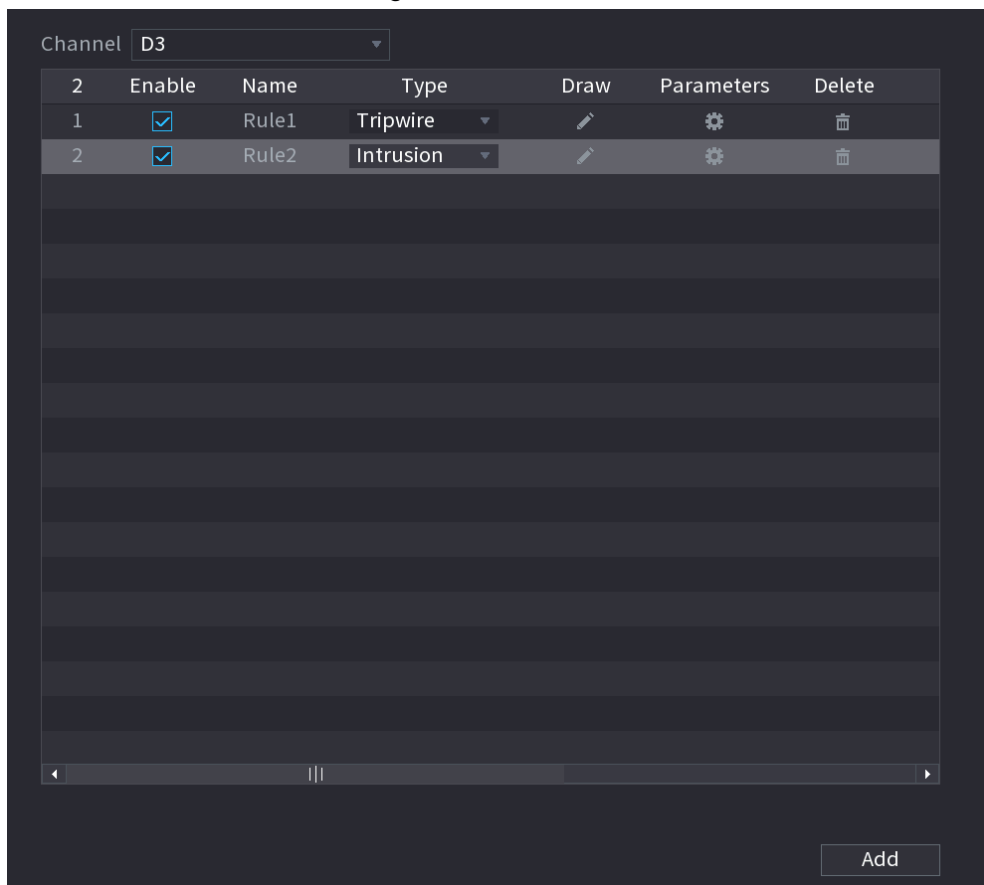 Channel D3
2 Enable Name Type Draw Parameters Delete
1 Rule1 Tripwire
2 Rule2 Intrusion
Add